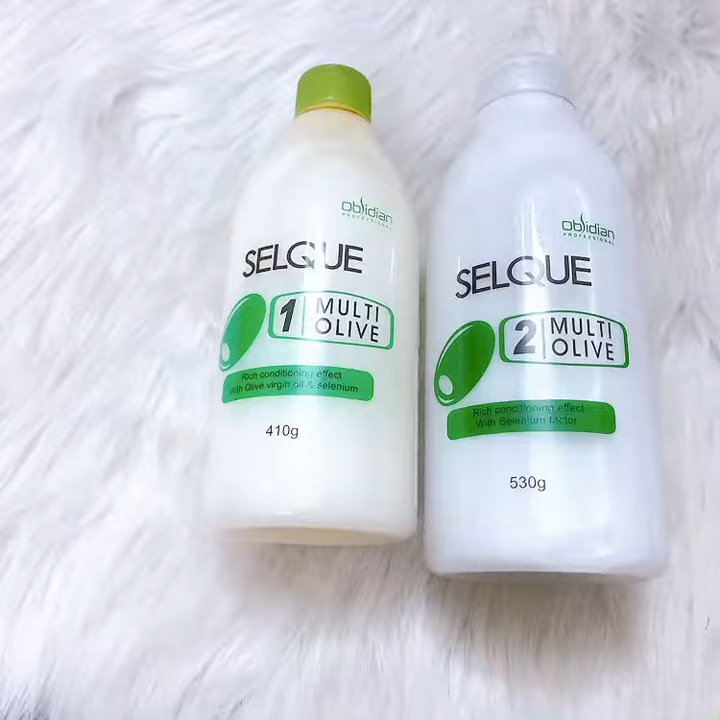 obsidian
PROFESSIONAL
SELQUE
1 MULTI
OLIVE
Rich conditioning effect
With Olive virgin oil & selenium
410g
obsidian
PROFESSIONAL
SELQUE
2 MULTI
OLIVE
Rich conditioning effect
With Selenium factor
530g